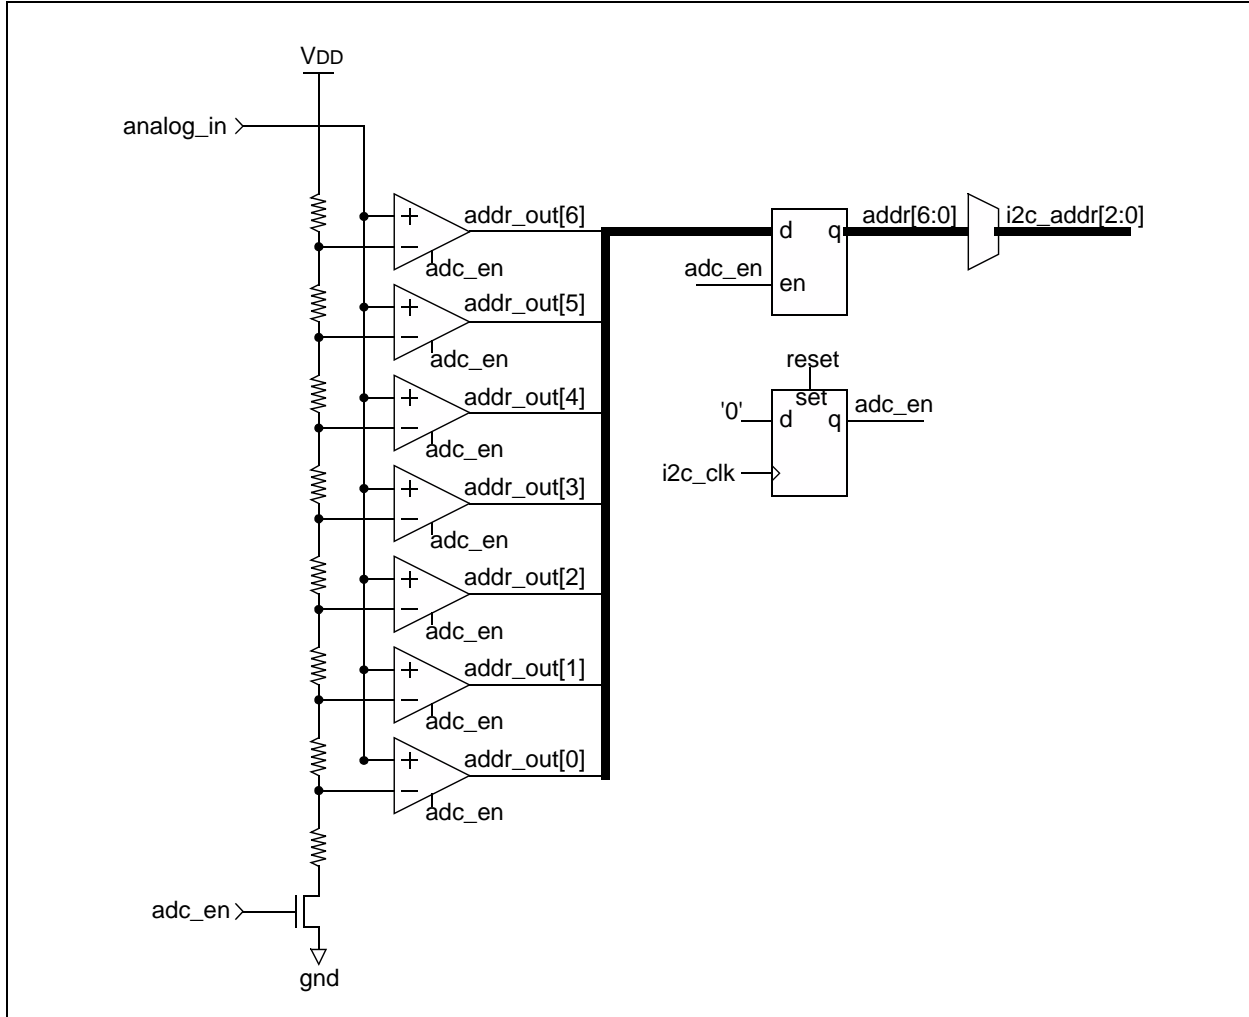 VDD
analog_in
addr_out[6]
adc_en
addr_out[5]
adc_en
addr_out[4]
adc_en
addr_out[3]
adc_en
addr_out[2]
adc_en
addr_out[1]
adc_en
addr_out[0]
adc_en
adc_en
gnd
addr[6:0]
i2c_addr[2:0]
d q
adc_en
en
reset
set
'0'
d q
adc_en
i2c_clk